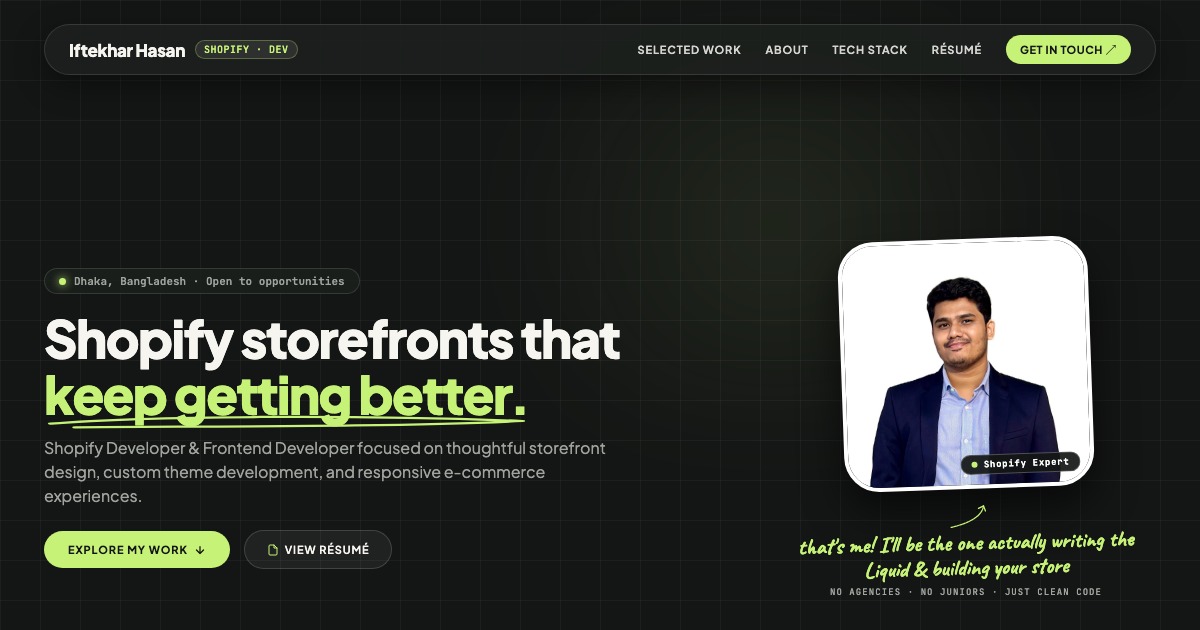 Iftekhar Hasan
SHOPIFY · DEV
SELECTED WORK
ABOUT
TECH STACK
RÉSUMÉ
GET IN TOUCH ↗
Dhaka, Bangladesh · Open to opportunities
Shopify storefronts that
keep getting better.
Shopify Developer & Frontend Developer focused on thoughtful storefront
design, custom theme development, and responsive e-commerce
experiences.
EXPLORE MY WORK ↓
VIEW RÉSUMÉ
Shopify Expert
that's me! I'll be the one actually writing the
Liquid & building your store
NO AGENCIES · NO JUNIORS · JUST CLEAN CODE